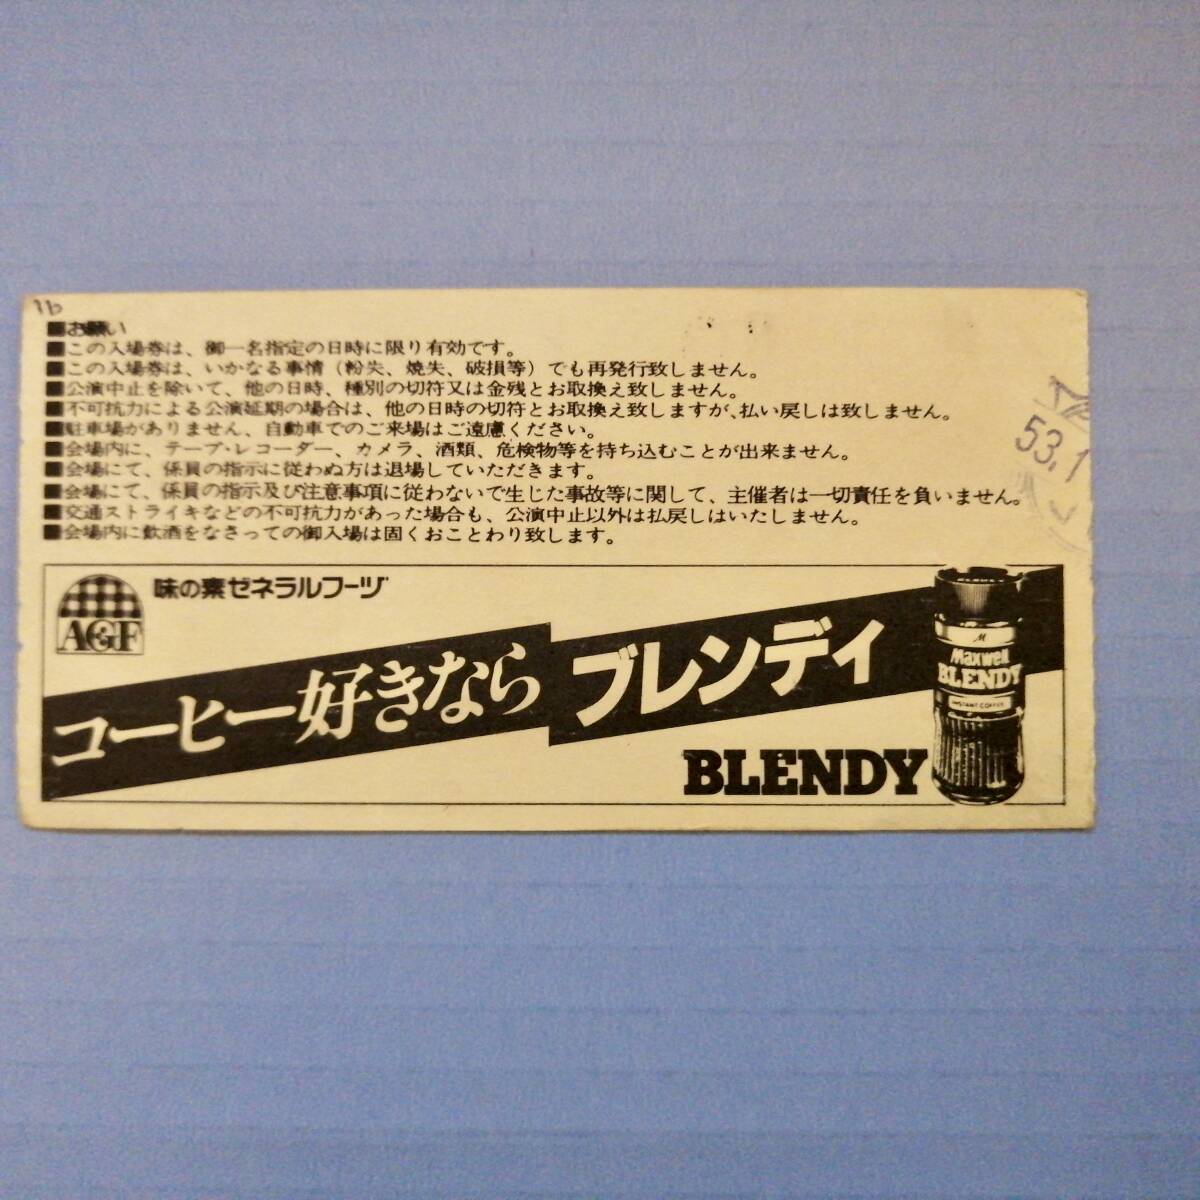 16
■お願い
■この入場券は、御一名指定の日時に限り有効です。
■この入場券は、いかなる事情（紛失、焼失、破損等）でも再発行致しません。
■公演中止を除いて、他の日時、種別の切符又は金残とお取換え致しません。
■不可抗力による公演延期の場合は、他の日時の切符とお取換え致しますが、払い戻しは致しません。
■駐車場がありません、自動車でのご来場はご遠慮ください。
■会場内に、テープ・レコーダー、カメラ、酒類、危険物等を持ち込むことが出来ません。
■会場にて、係員の指示に従わぬ方は退場していただきます。
■会場にて、係員の指示及び注意事項に従わないで生じた事故等に関して、主催者は一切責任を負いません。
■交通ストライキなどの不可抗力があった場合も、公演中止以外は払戻しはいたしません。
■会場内に飲酒をなさっての御入場は固くおことわり致します。
53.1
味の素ゼネラルフーヅ
AGF
コーヒー好きなら ブレンディ
M
Maxwell
BLENDY
INSTANT COFFEE
BLENDY